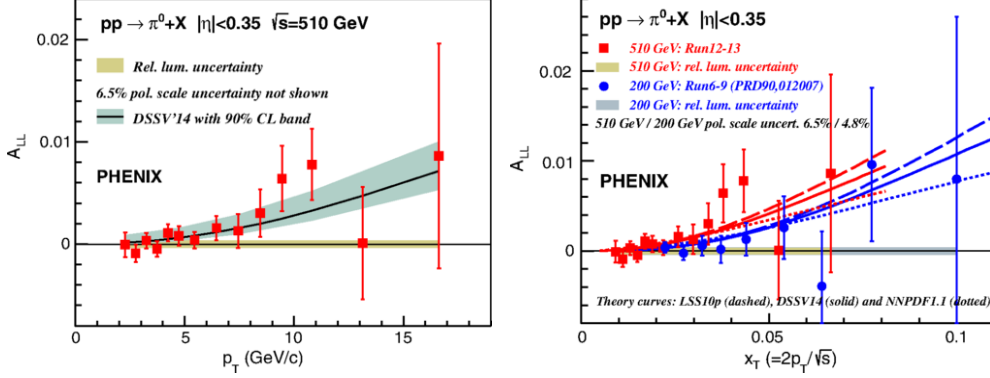 pp → π⁰+X |η|<0.35 √s=510 GeV
Rel. lum. uncertainty
6.5% pol. scale uncertainty not shown
DSSV'14 with 90% CL band
PHENIX
A_LL
0.02
0.01
0
0 5 10 15
p_T (GeV/c)
pp → π⁰+X |η|<0.35
510 GeV: Run12-13
510 GeV: rel. lum. uncertainty
200 GeV: Run6-9 (PRD90,012007)
200 GeV: rel. lum. uncertainty
510 GeV / 200 GeV pol. scale uncert. 6.5% / 4.8%
PHENIX
A_LL
0.02
0.01
0
Theory curves: LSS10p (dashed), DSSV14 (solid) and NNPDF1.1 (dotted)
0 0.05 0.1
x_T (=2p_T/√s)